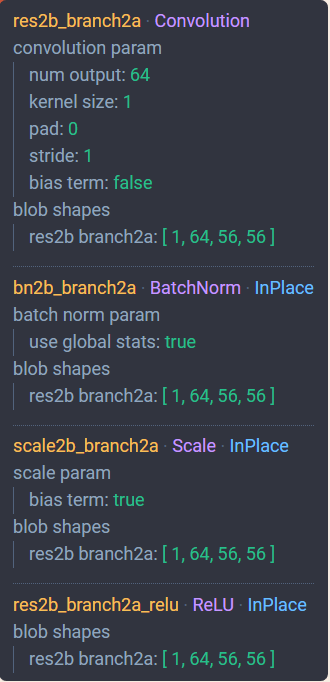 res2b_branch2a · Convolution
convolution param
num output: 64
kernel size: 1
pad: 0
stride: 1
bias term: false
blob shapes
res2b branch2a: [ 1, 64, 56, 56 ]
bn2b_branch2a · BatchNorm · InPlace
batch norm param
use global stats: true
blob shapes
res2b branch2a: [ 1, 64, 56, 56 ]
scale2b_branch2a · Scale · InPlace
scale param
bias term: true
blob shapes
res2b branch2a: [ 1, 64, 56, 56 ]
res2b_branch2a_relu · ReLU · InPlace
blob shapes
res2b branch2a: [ 1, 64, 56, 56 ]